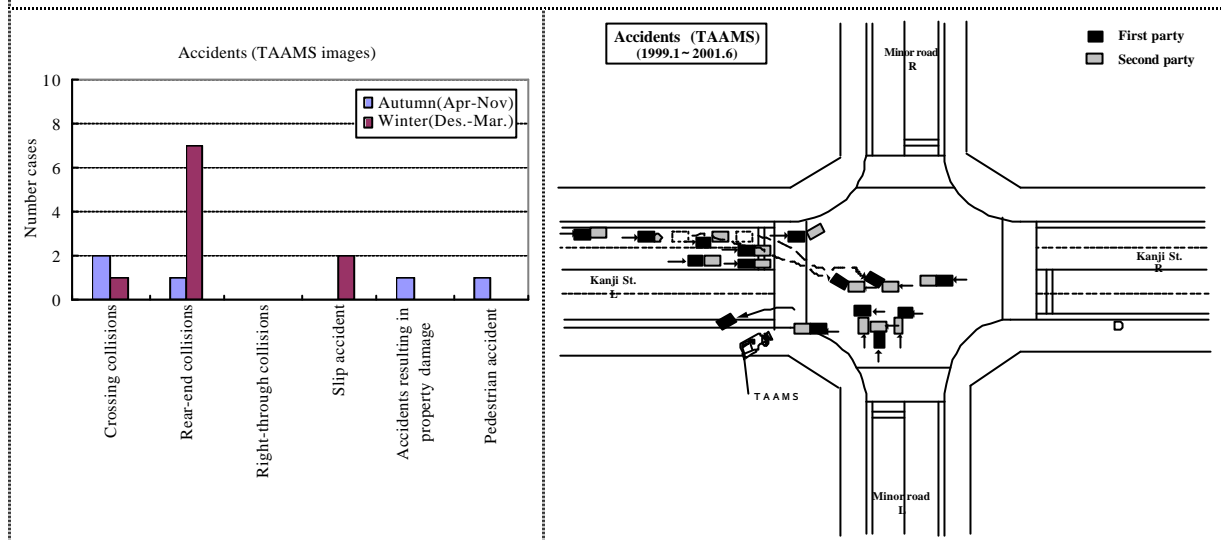 Accidents (TAAMS images)
Number cases
10
8
6
4
2
0
Autumn(Apr-Nov)
Winter(Des.-Mar.)
Crossing collisions
Rear-end collisions
Right-through collisions
Slip accident
Accidents resulting in
property damage
Pedestrian accident
Accidents (TAAMS)
(1999.1~2001.6)
First party
Second party
Minor road
R
Kanji St.
L
Kanji St.
R
D
TAAMS
Minor road
L